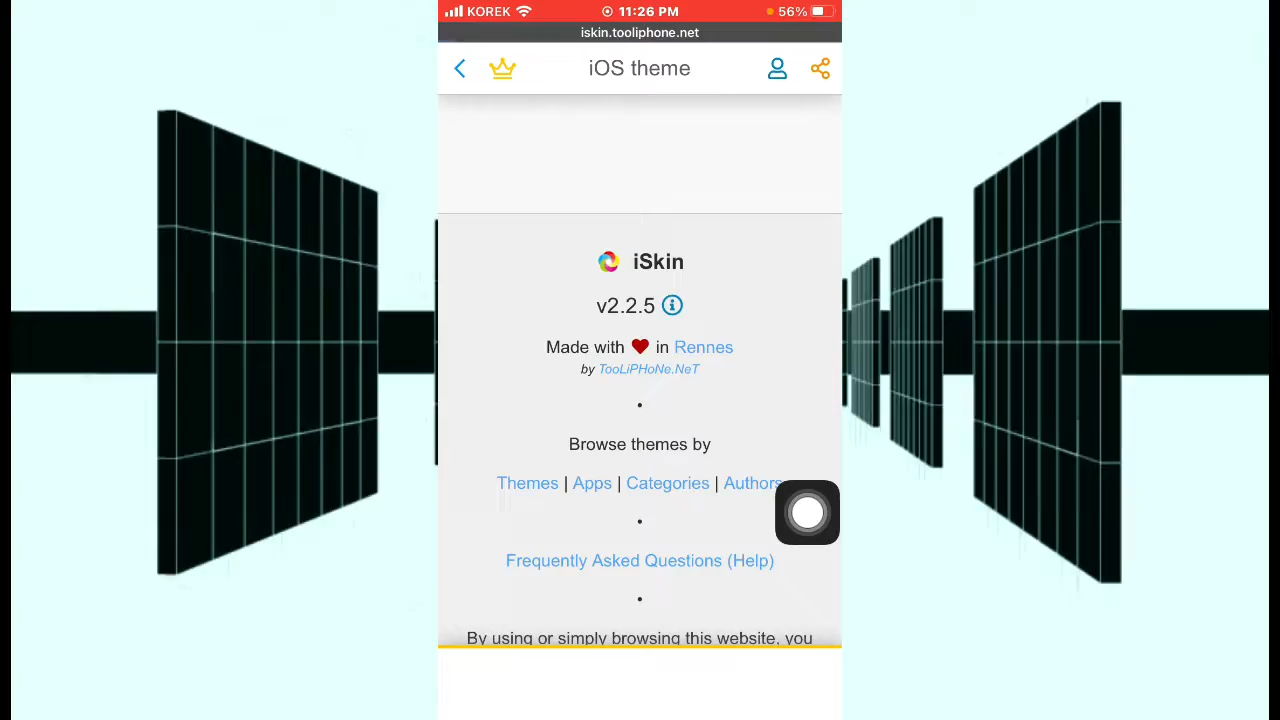 KOREK 11:26 PM 56%
iskin.tooliphone.net
iOS theme
iSkin
v2.2.5
Made with ❤ in Rennes
by TooLiPHoNe.NeT
•
Browse themes by
Themes | Apps | Categories | Authors
•
Frequently Asked Questions (Help)
•
By using or simply browsing this website, you